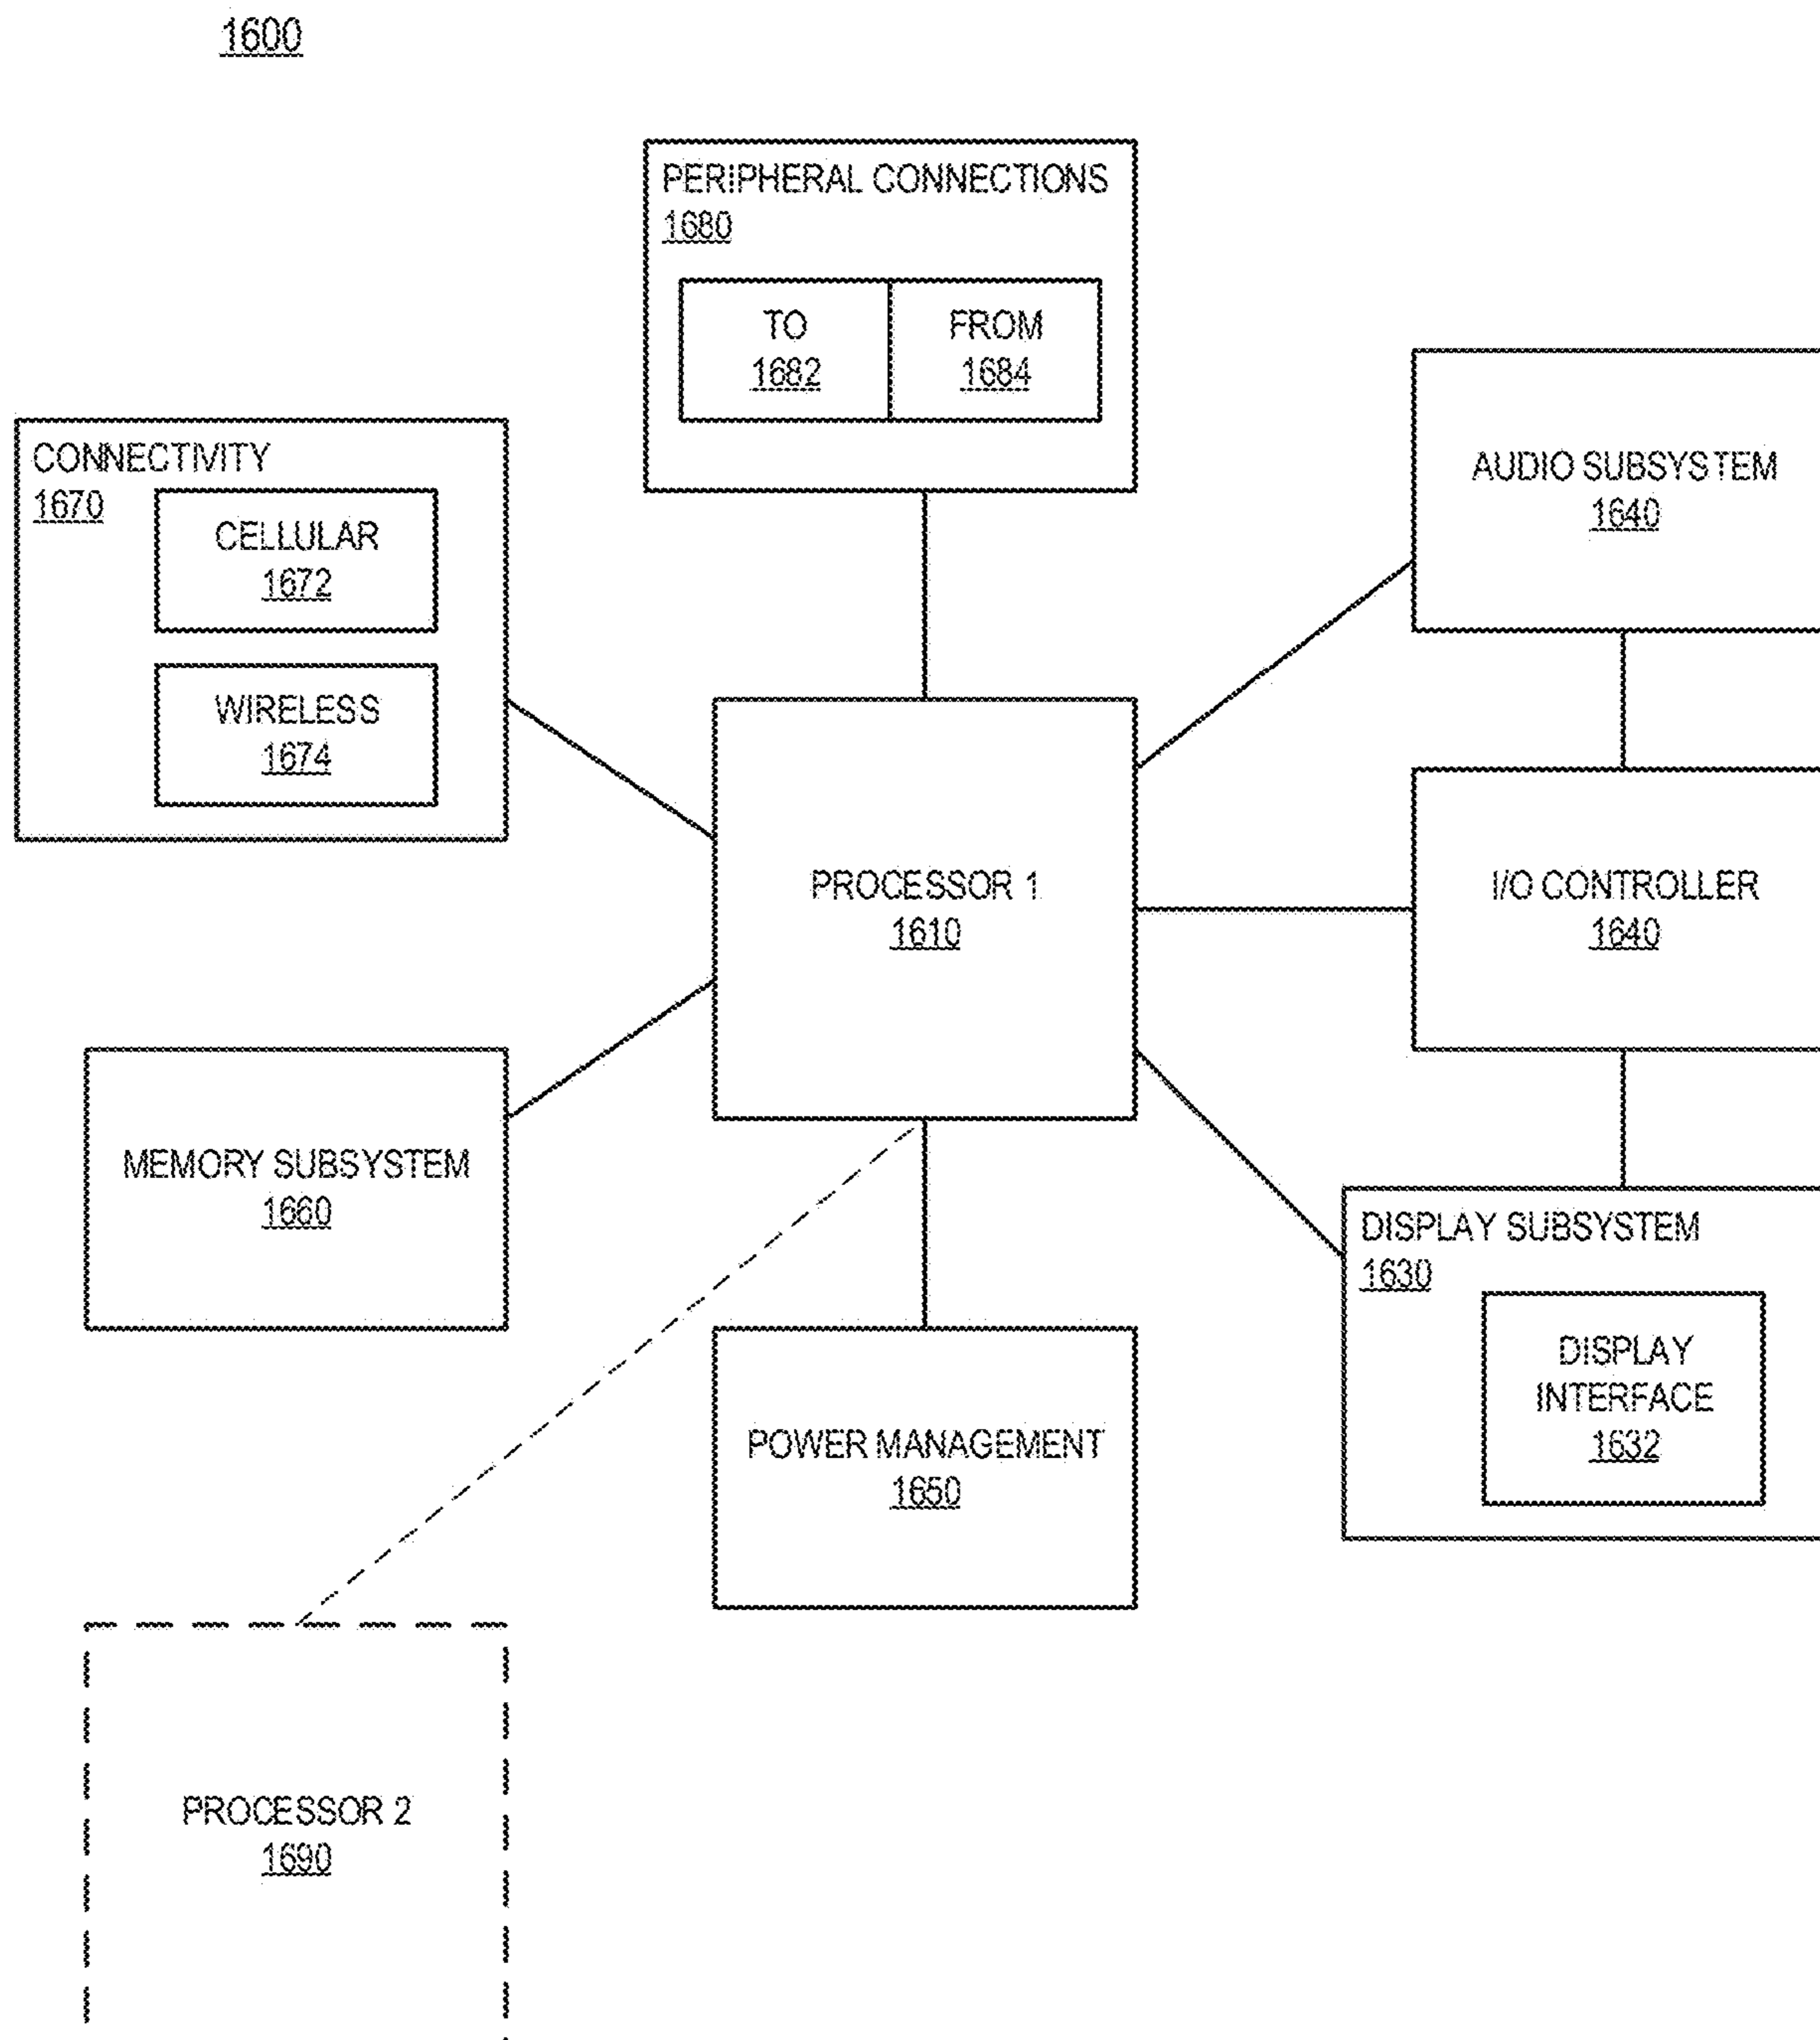 1600
PERIPHERAL CONNECTIONS
1680
TO
1682
FROM
1684
CONNECTIVITY
1670
CELLULAR
1672
WIRELESS
1674
AUDIO SUBSYSTEM
1640
PROCESSOR 1
1610
I/O CONTROLLER
1640
MEMORY SUBSYSTEM
1660
DISPLAY SUBSYSTEM
1630
DISPLAY
INTERFACE
1632
POWER MANAGEMENT
1650
PROCESSOR 2
1690